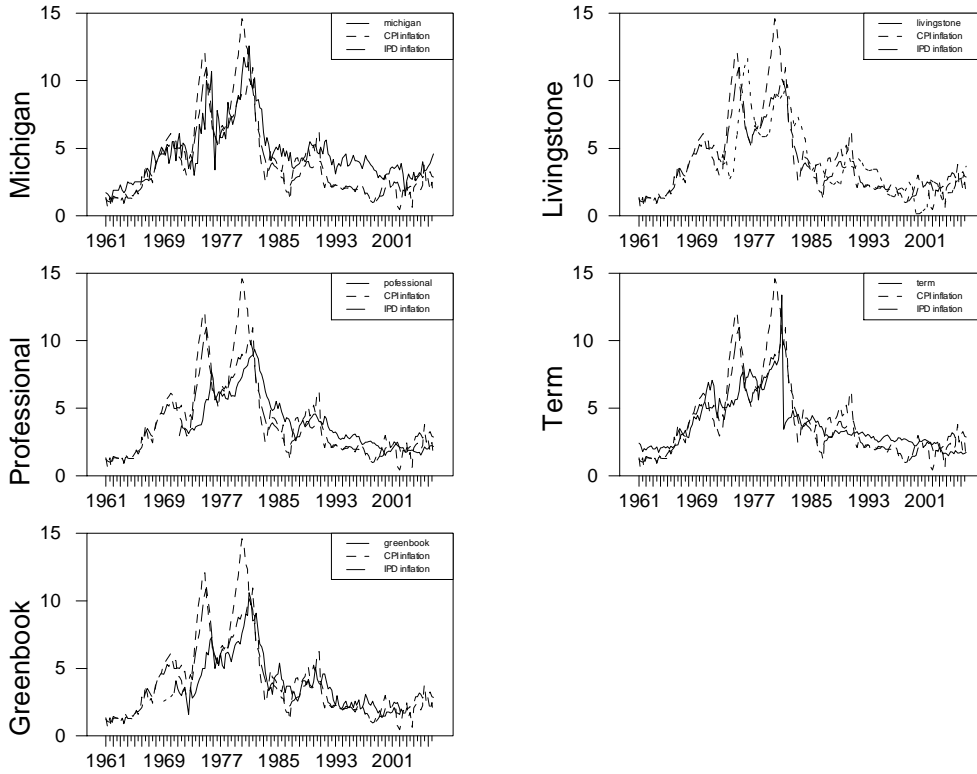 15
10
5
0
Michigan
michigan
CPI inflation
IPD inflation
1961 1969 1977 1985 1993 2001
15
10
5
0
Livingstone
livingstone
CPI inflation
IPD inflation
1961 1969 1977 1985 1993 2001
15
10
5
0
Professional
pofessional
CPI inflation
IPD inflation
1961 1969 1977 1985 1993 2001
15
10
5
0
Term
term
CPI inflation
IPD inflation
1961 1969 1977 1985 1993 2001
15
10
5
0
Greenbook
greenbook
CPI inflation
IPD inflation
1961 1969 1977 1985 1993 2001